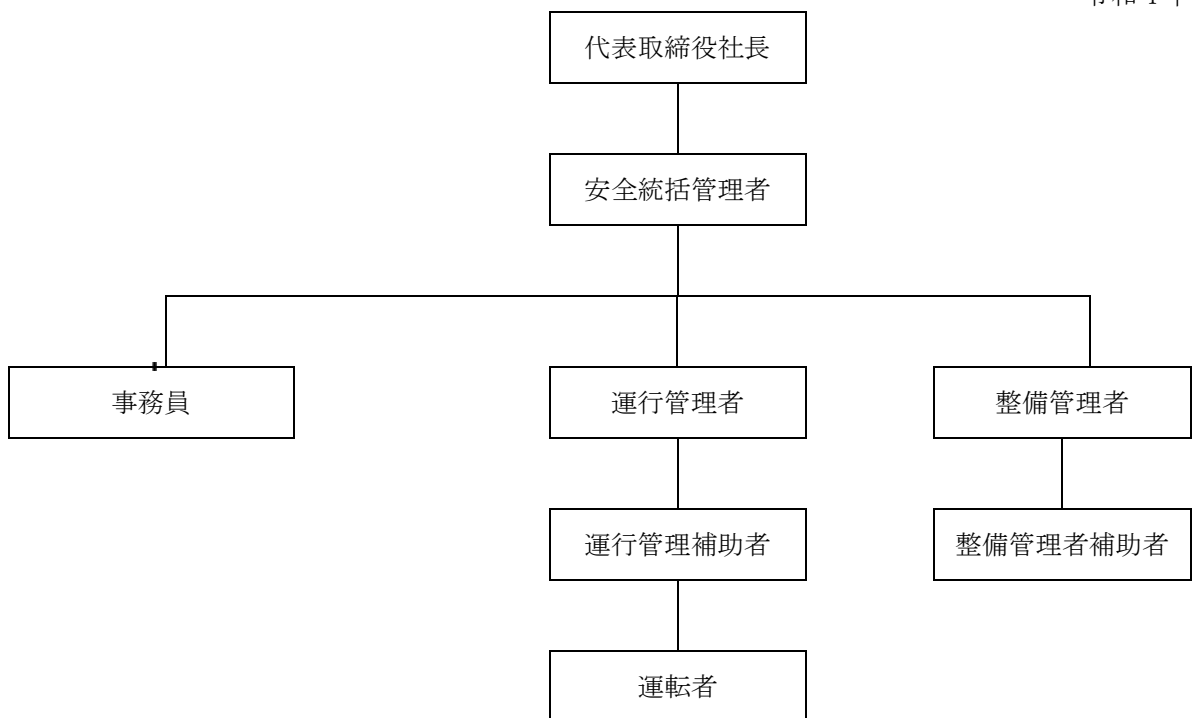 代表取締役社長
安全統括管理者
事務員
運行管理者
整備管理者
運行管理補助者
整備管理者補助者
運転者